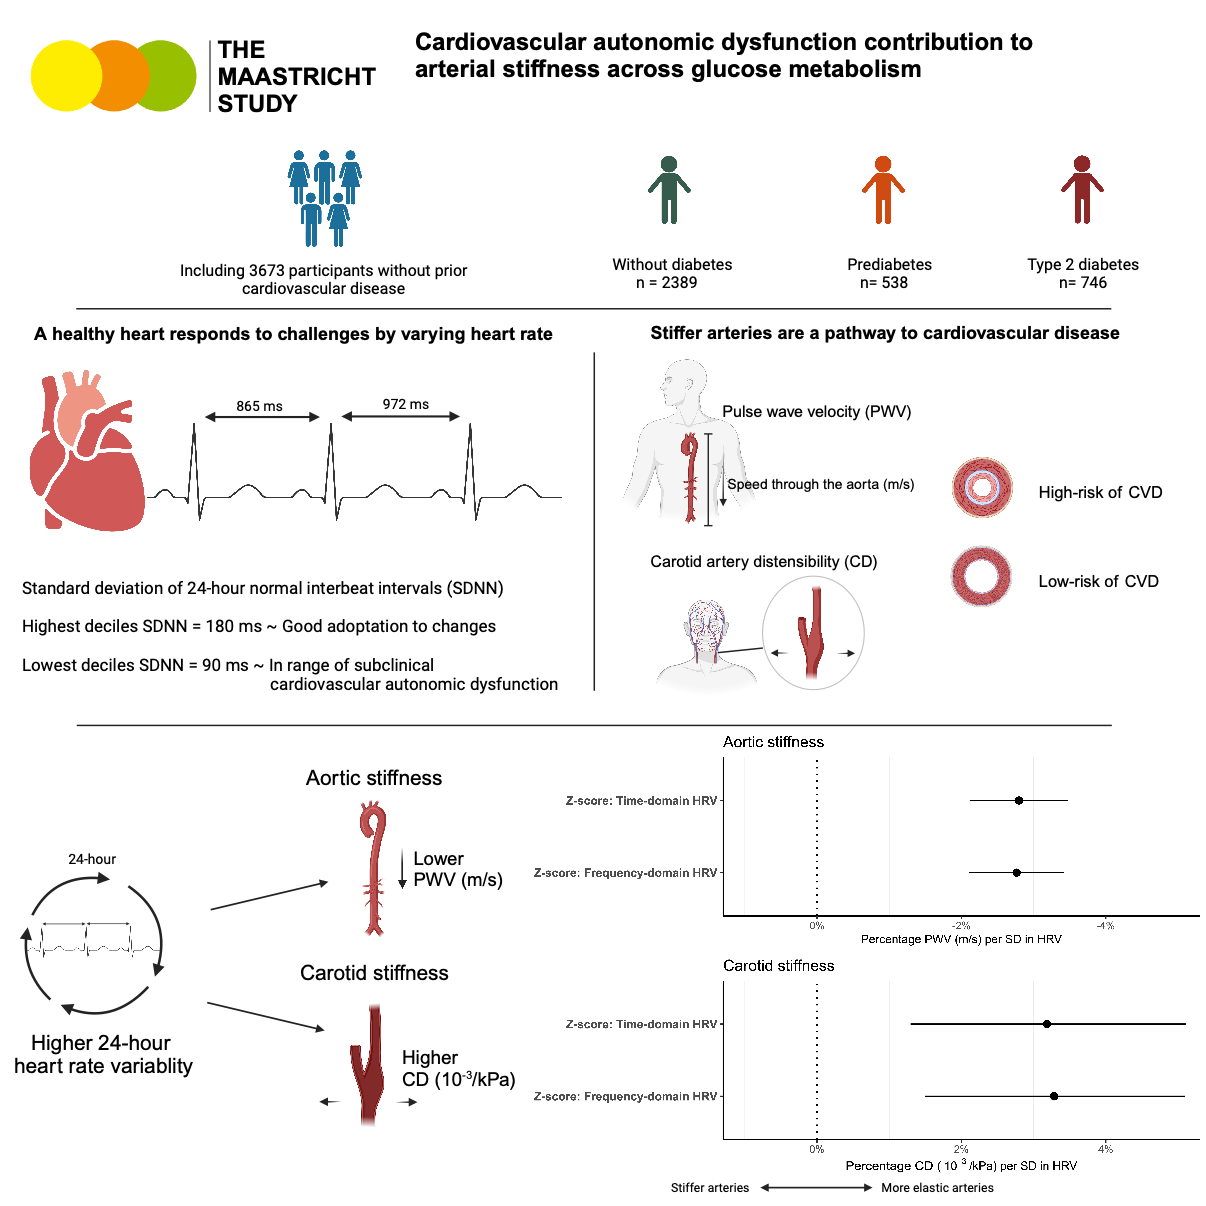 THE
MAASTRICHT
STUDY
Cardiovascular autonomic dysfunction contribution to
arterial stiffness across glucose metabolism
Including 3673 participants without prior
cardiovascular disease
Without diabetes
n = 2389
Prediabetes
n= 538
Type 2 diabetes
n= 746
A healthy heart responds to challenges by varying heart rate
865 ms
972 ms
Standard deviation of 24-hour normal interbeat intervals (SDNN)
Highest deciles SDNN = 180 ms ~ Good adoptation to changes
Lowest deciles SDNN = 90 ms ~ In range of subclinical
cardiovascular autonomic dysfunction
Stiffer arteries are a pathway to cardiovascular disease
Pulse wave velocity (PWV)
Speed through the aorta (m/s)
High-risk of CVD
Carotid artery distensibility (CD)
Low-risk of CVD
24-hour
Higher 24-hour
heart rate variablity
Aortic stiffness
Lower
PWV (m/s)
Carotid stiffness
Higher
CD (10⁻³/kPa)
Aortic stiffness
Z-score: Time-domain HRV
Z-score: Frequency-domain HRV
0% -2% -4%
Percentage PWV (m/s) per SD in HRV
Carotid stiffness
Z-score: Time-domain HRV
Z-score: Frequency-domain HRV
0% 2% 4%
Percentage CD ( 10 ³ /kPa) per SD in HRV
Stiffer arteries More elastic arteries